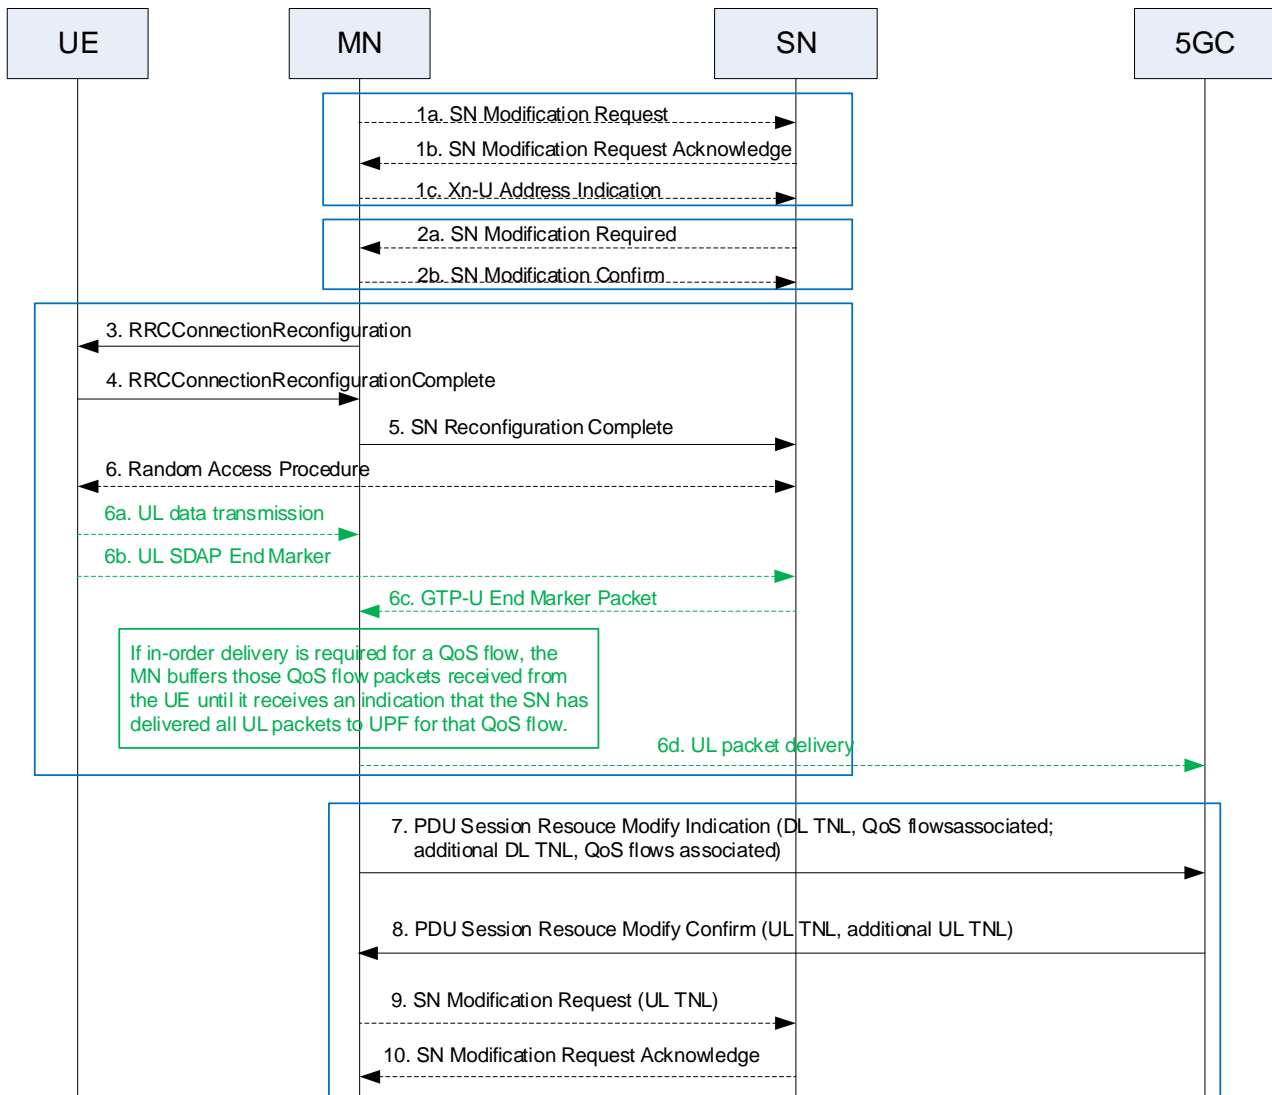 UE
MN
SN
5GC
1a. SN Modification Request
1b. SN Modification Request Acknowledge
1c. Xn-U Address Indication
2a. SN Modification Required
2b. SN Modification Confirm
3. RRCConnectionReconfiguration
4. RRCConnectionReconfigurationComplete
5. SN Reconfiguration Complete
6. Random Access Procedure
6a. UL data transmission
6b. UL SDAP End Marker
6c. GTP-U End Marker Packet
If in-order delivery is required for a QoS flow, the
MN buffers those QoS flow packets received from
the UE until it receives an indication that the SN has
delivered all UL packets to UPF for that QoS flow.
6d. UL packet delivery
7. PDU Session Resouce Modify Indication (DL TNL, QoS flowsassociated;
additional DL TNL, QoS flows associated)
8. PDU Session Resouce Modify Confirm (UL TNL, additional UL TNL)
9. SN Modification Request (UL TNL)
10. SN Modification Request Acknowledge